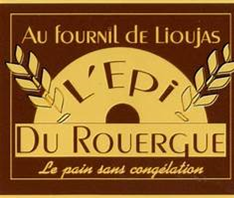 Au fournil de Lioujas
L'Epi
Du Rouergue
Le pain sans congélation